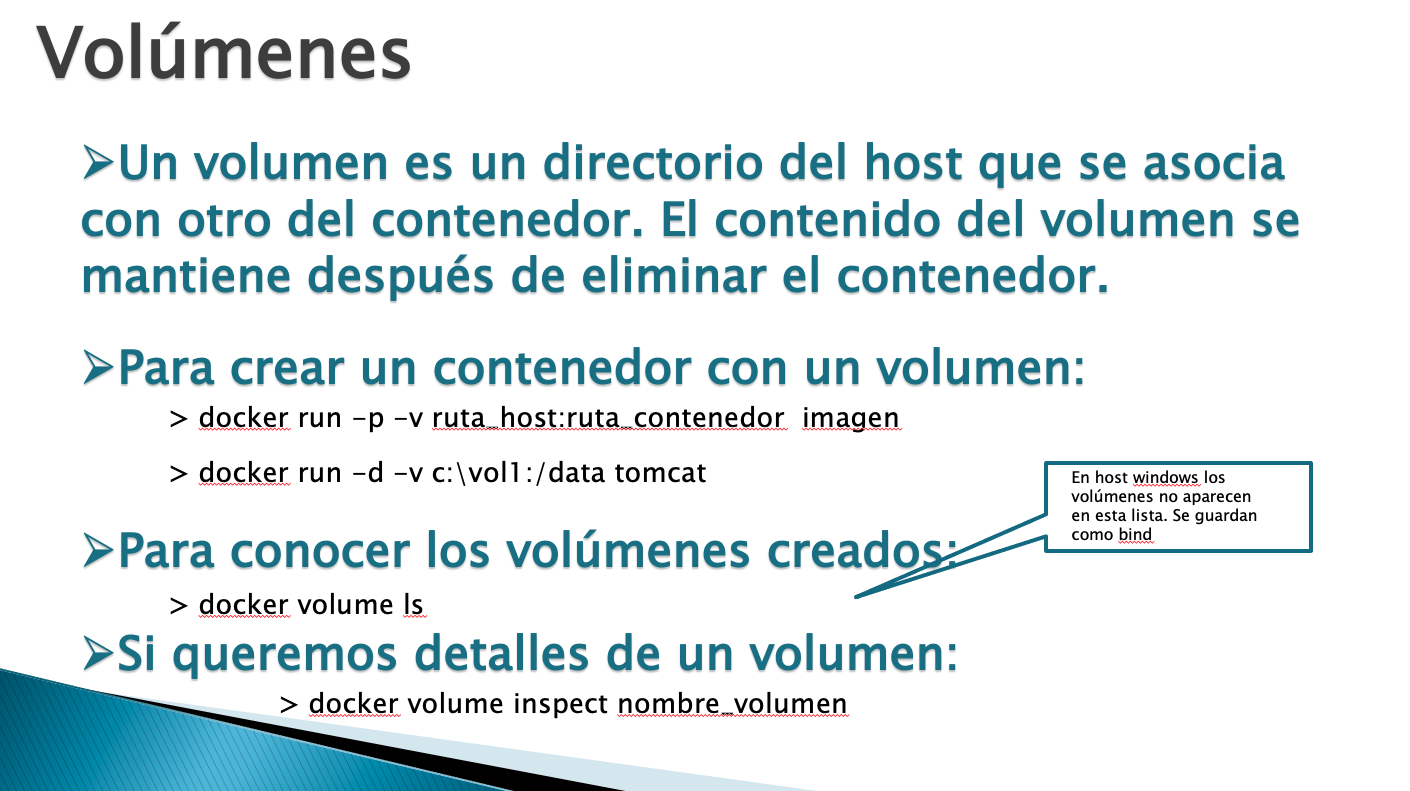 Volúmenes
➢Un volumen es un directorio del host que se asocia
con otro del contenedor. El contenido del volumen se
mantiene después de eliminar el contenedor.
➢Para crear un contenedor con un volumen:
> docker run -p -v ruta_host:ruta_contenedor imagen
> docker run -d -v c:\vol1:/data tomcat
En host windows los
volúmenes no aparecen
en esta lista. Se guardan
como bind
➢Para conocer los volúmenes creados:
> docker volume ls
➢Si queremos detalles de un volumen:
> docker volume inspect nombre_volumen